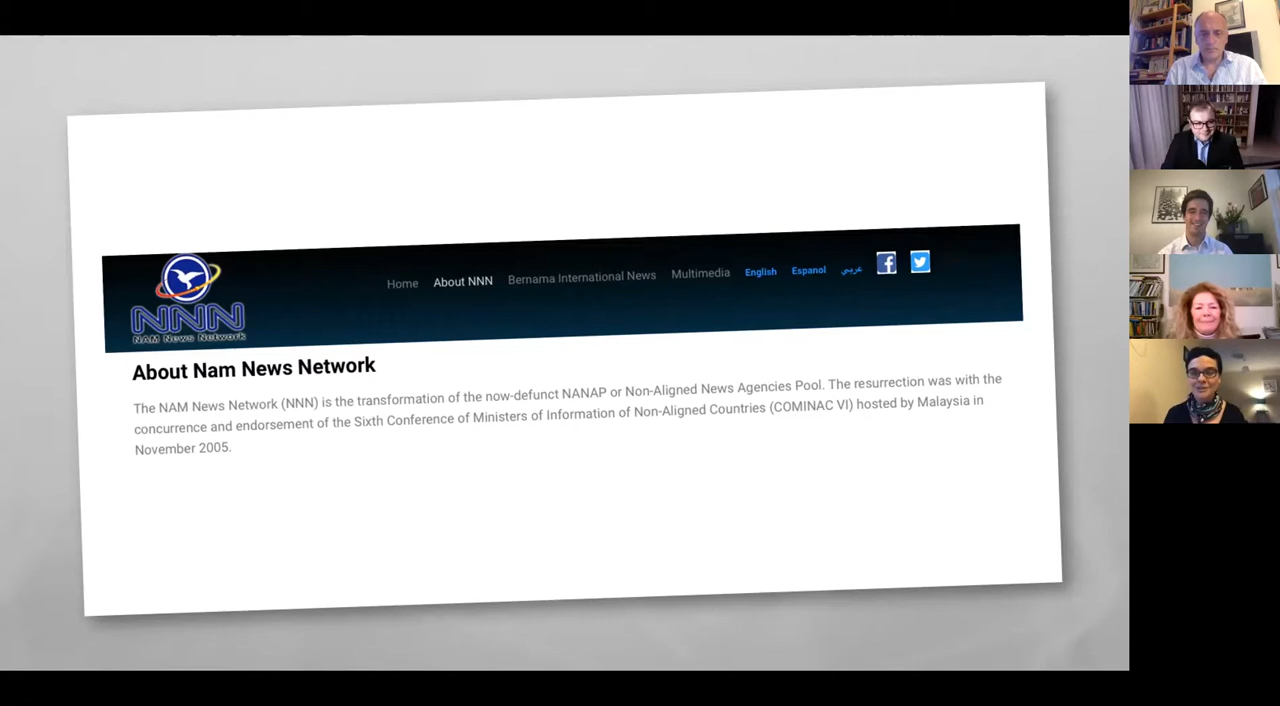 NNN
NAM News Network
Home About NNN Bernama International News Multimedia English Espanol عربي
About Nam News Network
The NAM News Network (NNN) is the transformation of the now-defunct NANAP or Non-Aligned News Agencies Pool. The resurrection was with the
concurrence and endorsement of the Sixth Conference of Ministers of Information of Non-Aligned Countries (COMINAC VI) hosted by Malaysia in
November 2005.